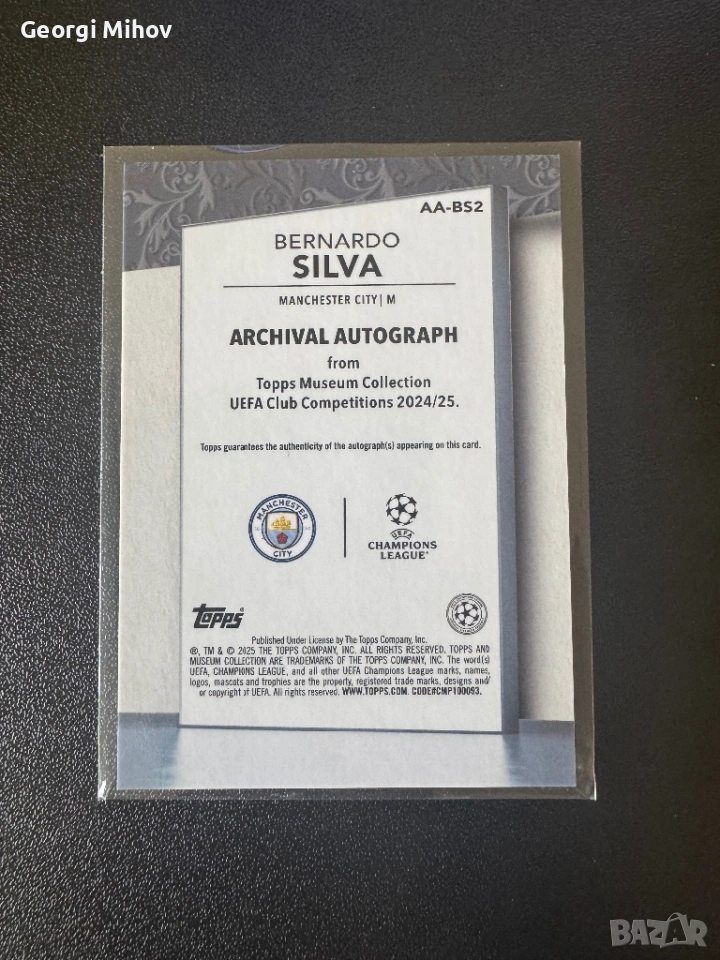 Georgi Mihov
AA-BS2
BERNARDO
SILVA
MANCHESTER CITY| M
ARCHIVAL AUTOGRAPH
from
Topps Museum Collection
UEFA Club Competitions 2024/25.
Topps guarantees the authenticity of the autograph(s) appearing on this card.
MANCHESTER
CITY
UEFA
CHAMPIONS
LEAGUE®
Topps®
Published Under License by The Topps Company, Inc.
®, TM & © 2025 THE TOPPS COMPANY, INC. ALL RIGHTS RESERVED. TOPPS AND
MUSEUM COLLECTION ARE TRADEMARKS OF THE TOPPS COMPANY, INC. The word(s)
UEFA, CHAMPIONS LEAGUE, and all other UEFA Champions League marks, names,
logos, mascots and trophies are the property, registered trade marks, designs and/
or copyright of UEFA. All rights reserved. WWW.TOPPS.COM. CODE#CMP100093.
BAZAR